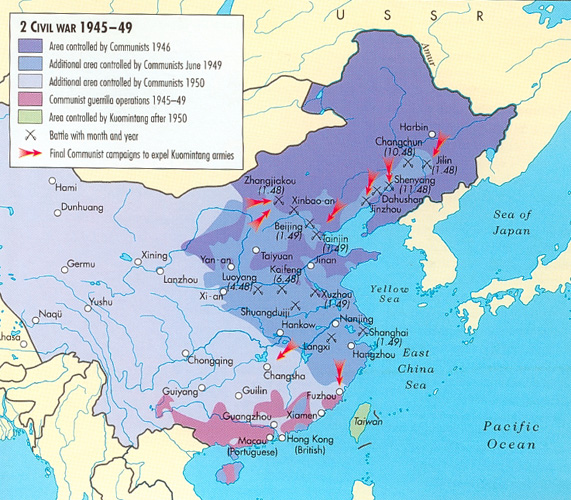 2 CIVIL WAR 1945–49
Area controlled by Communists 1946
Additional area controlled by Communists June 1949
Additional area controlled by Communists 1950
Communist guerrilla operations 1945–49
Area controlled by Kuomintang after 1950
Battle with month and year
Final Communist campaigns to expel Kuomintang armies
U S S R
Amur
Harbin
Changchun
(10.48)
Jilin
(1.48)
Shenyang
(11.48)
Dahushan
Jinzhou
Zhangjiakou
(1.48)
Xinbao-an
Hami
Dunhuang
Sea of
Japan
Beijing
(1.49)
Tainjin
(1.49)
Xining
Yan-an
Taiyuan
Jinan
Germu
Lanzhou
Luoyang
(4.48)
Kaifeng
(6.48)
Yellow
Sea
Xi-an
Xuzhou
(1.49)
Yushu
Shuangduiji
Naqü
Nanjing
Hankow
Shanghai
(1.49)
Langxi
Hangzhou
East
China
Sea
Chongqing
Changsha
Guiyang
Guilin
Fuzhou
Guangzhou
Xiamen
Taiwan
Pacific
Ocean
Macau
(Portuguese)
Hong Kong
(British)